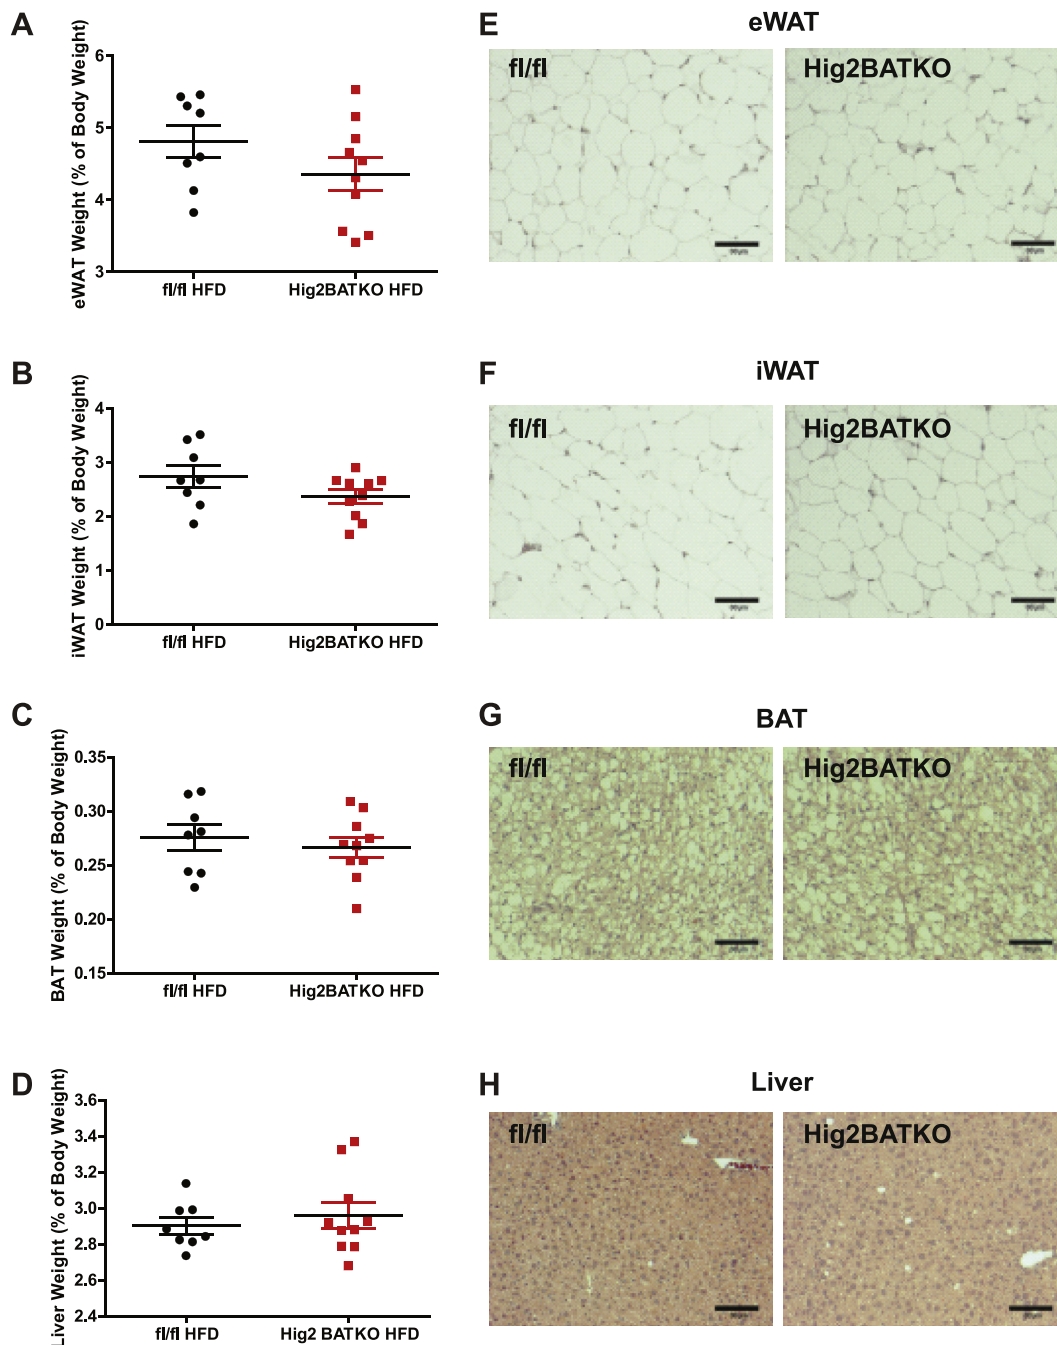 A
eWAT Weight (% of Body Weight)
6
5
4
3
fl/fl HFD
Hig2BATKO HFD
E
eWAT
fl/fl
Hig2BATKO
B
iWAT Weight (% of Body Weight)
4
3
2
1
0
fl/fl HFD
Hig2BATKO HFD
F
iWAT
fl/fl
Hig2BATKO
C
BAT Weight (% of Body Weight)
0.35
0.30
0.25
0.20
0.15
fl/fl HFD
Hig2BATKO HFD
G
BAT
fl/fl
Hig2BATKO
D
Liver Weight (% of Body Weight)
3.6
3.4
3.2
3.0
2.8
2.6
2.4
fl/fl HFD
Hig2 BATKO HFD
H
Liver
fl/fl
Hig2BATKO